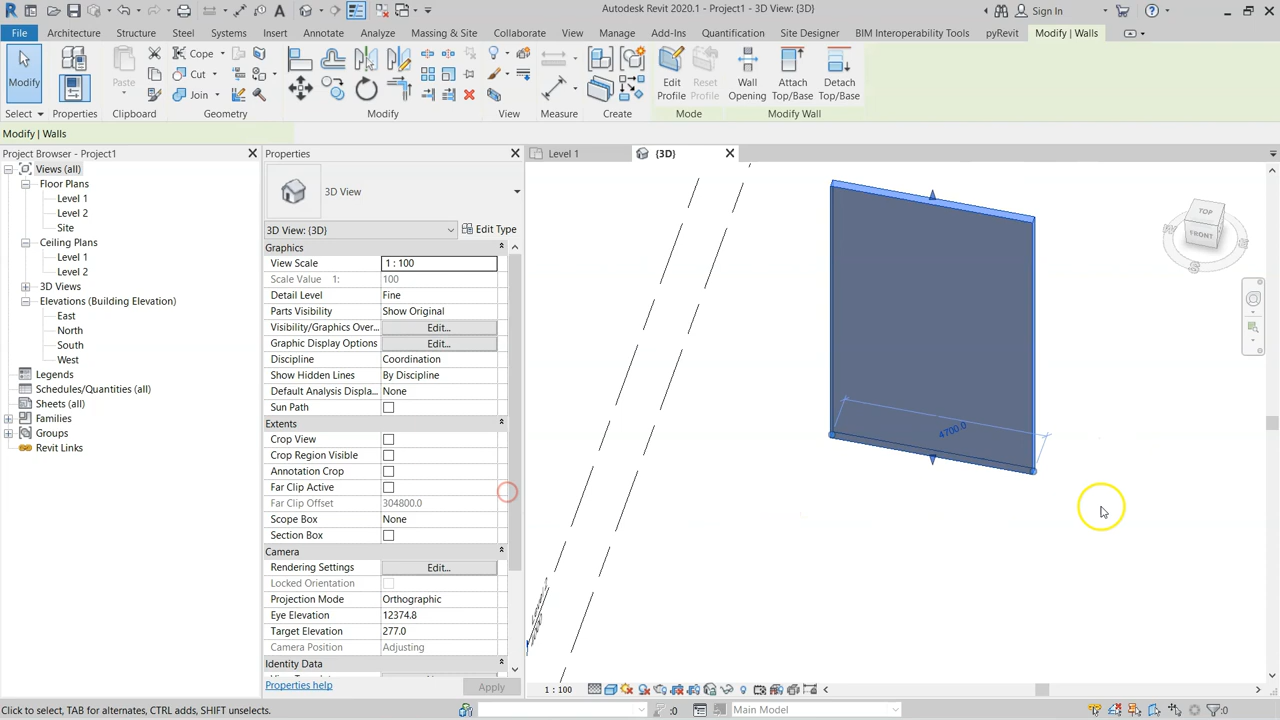 Autodesk Revit 2020.1 - Project1 - 3D View: {3D}
Sign In
File Architecture Structure Steel Systems Insert Annotate Analyze Massing & Site Collaborate View Manage Add-Ins Quantification Site Designer BIM Interoperability Tools pyRevit Modify | Walls
Modify
Paste
Cope
Cut
Join
Edit Profile
Reset Profile
Wall Opening
Attach Top/Base
Detach Top/Base
Select Properties Clipboard Geometry Modify View Measure Create Mode Modify Wall
Modify | Walls
Project Browser - Project1
Views (all)
Floor Plans
Level 1
Level 2
Site
Ceiling Plans
Level 1
Level 2
3D Views
Elevations (Building Elevation)
East
North
South
West
Legends
Schedules/Quantities (all)
Sheets (all)
Families
Groups
Revit Links
Properties
3D View
3D View: {3D} Edit Type
Graphics
View Scale 1 : 100
Scale Value 1: 100
Detail Level Fine
Parts Visibility Show Original
Visibility/Graphics Over... Edit...
Graphic Display Options Edit...
Discipline Coordination
Show Hidden Lines By Discipline
Default Analysis Displa... None
Sun Path
Extents
Crop View
Crop Region Visible
Annotation Crop
Far Clip Active
Far Clip Offset 304800.0
Scope Box None
Section Box
Camera
Rendering Settings Edit...
Locked Orientation
Projection Mode Orthographic
Eye Elevation 12374.8
Target Elevation 277.0
Camera Position Adjusting
Identity Data
Properties help Apply
Level 1 {3D}
4700.0
TOP
FRONT
S
1 : 100
Click to select, TAB for alternates, CTRL adds, SHIFT unselects.
:0
Main Model
:0